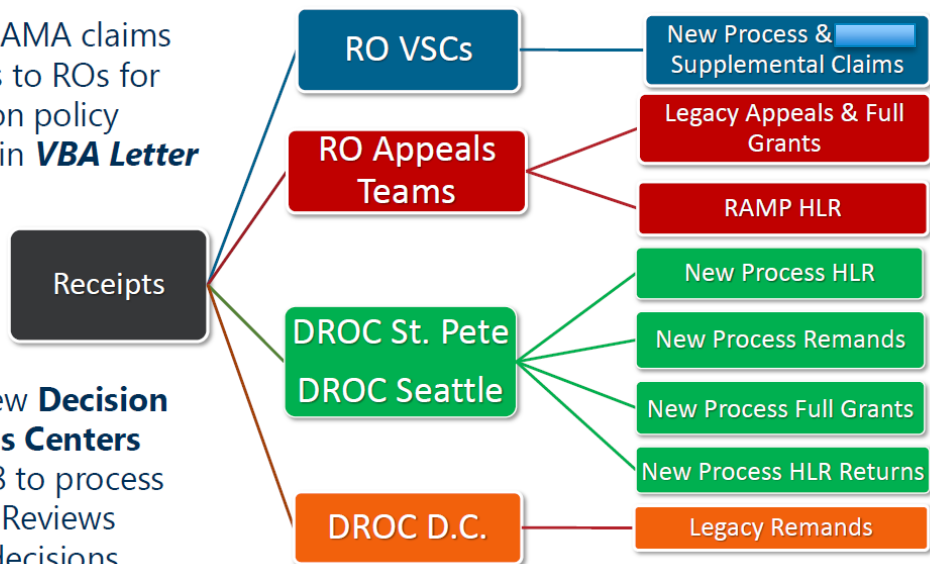 AMA claims
s to ROs for
on policy
in VBA Letter
Receipts
ew Decision
s Centers
8 to process
Reviews
decisions
RO VSCs
RO Appeals
Teams
DROC St. Pete
DROC Seattle
DROC D.C.
New Process &
Supplemental Claims
Legacy Appeals & Full
Grants
RAMP HLR
New Process HLR
New Process Remands
New Process Full Grants
New Process HLR Returns
Legacy Remands